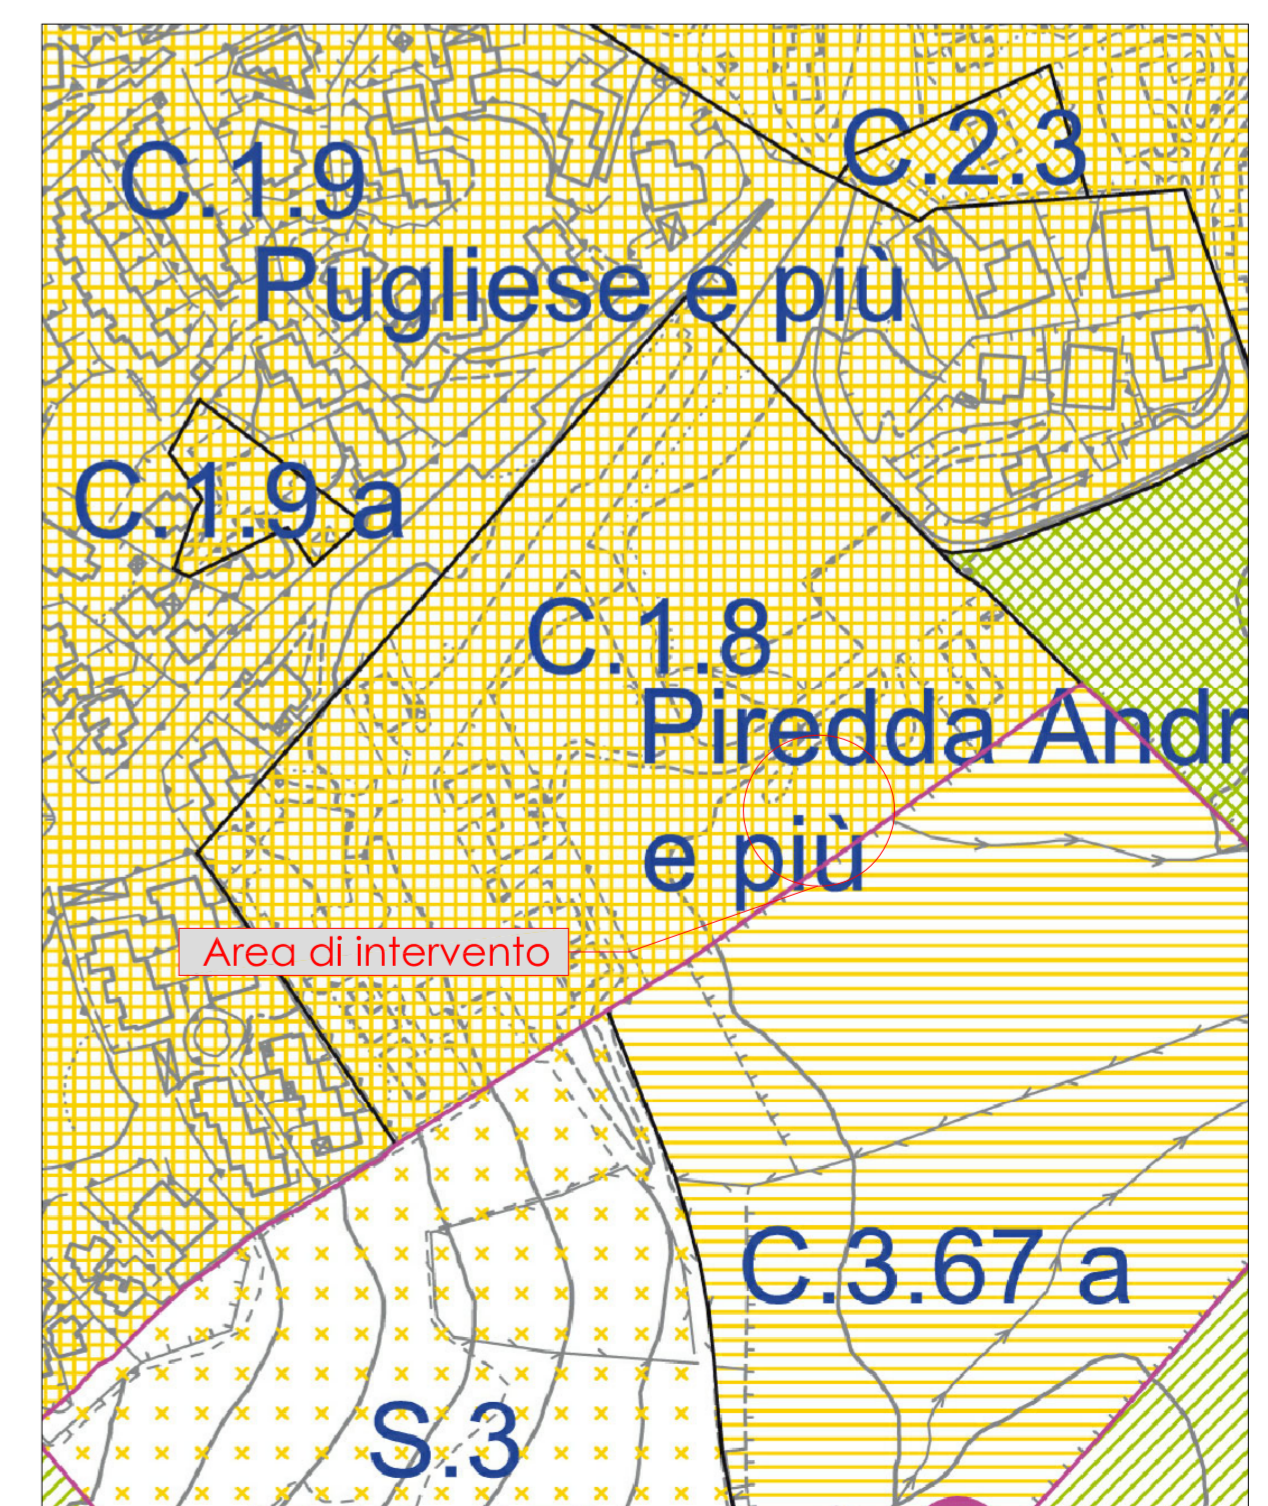 C.2.3
C.1.9
Pugliese e più
C.1.9 a
C.1.8
Piredda Andr
e più
Area di intervento
C.3.67 a
S.3